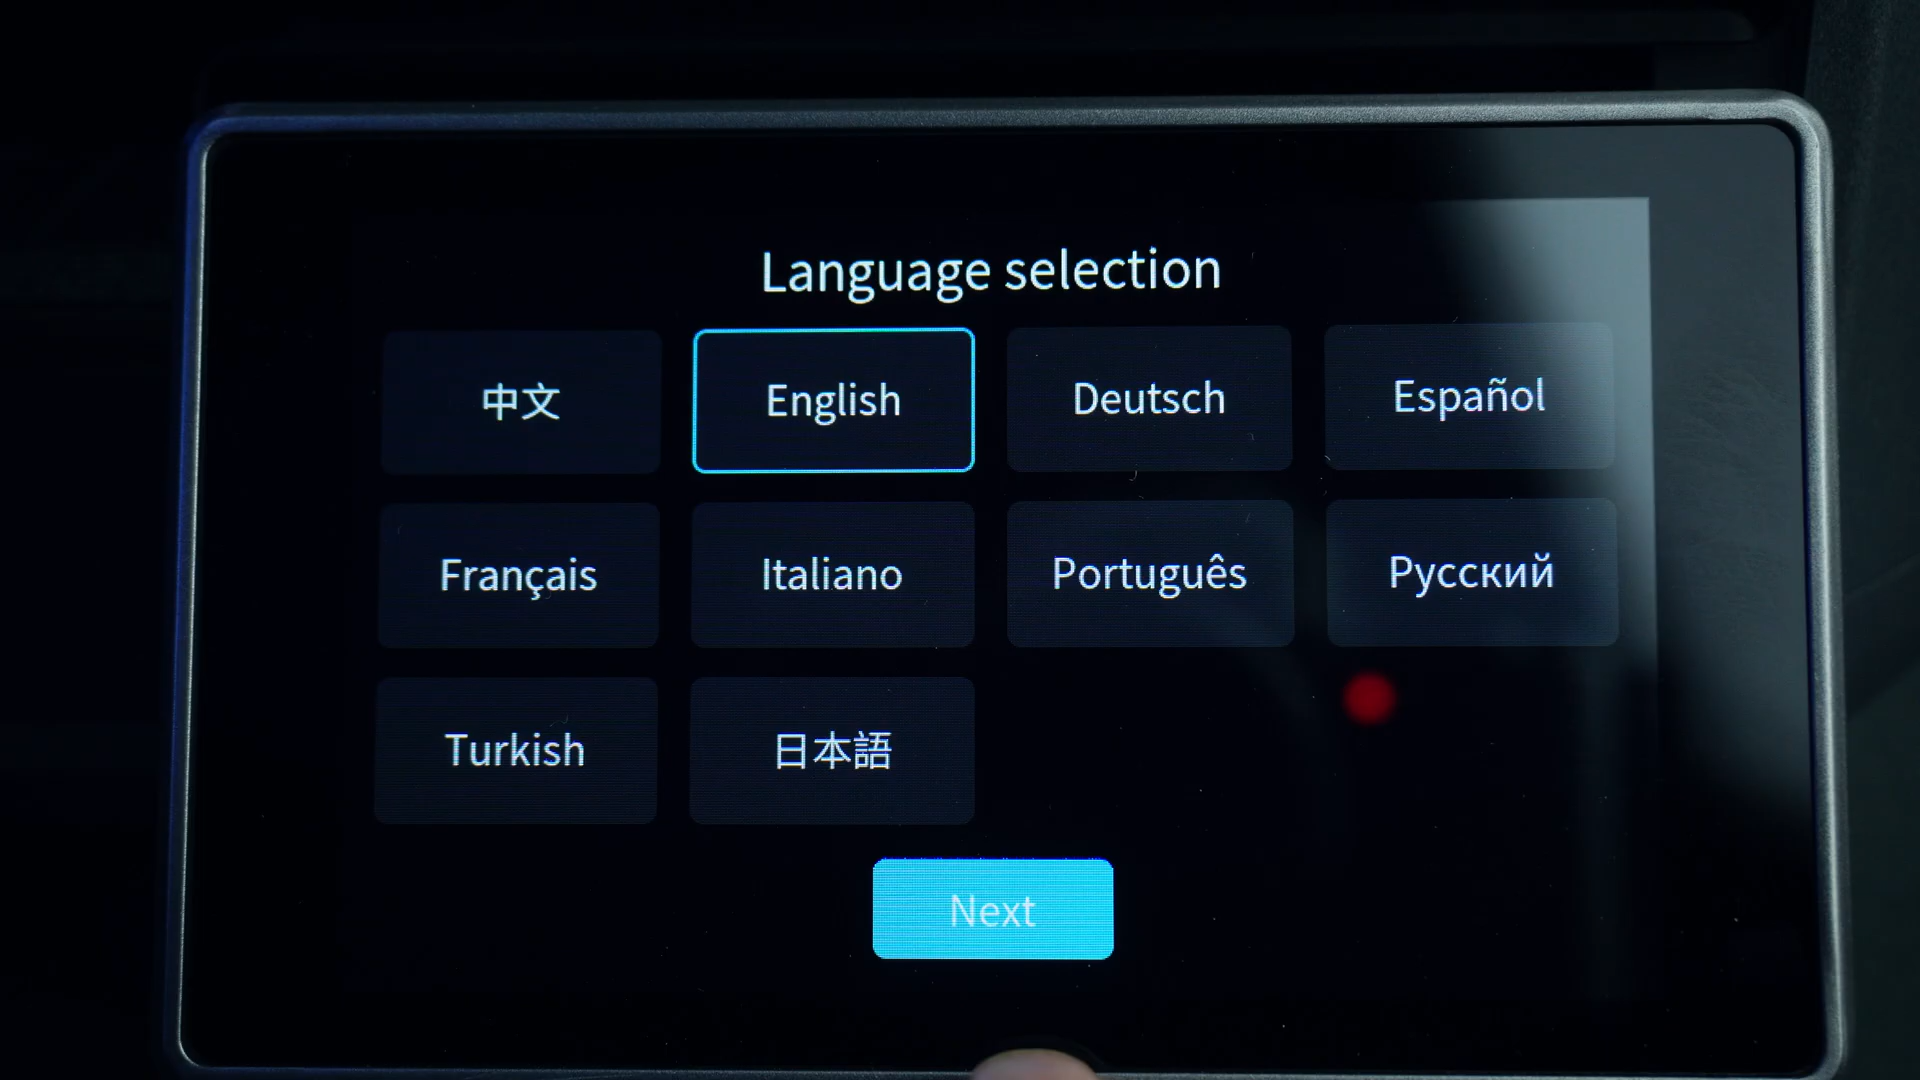 Language selection
中文
English
Deutsch
Español
Français
Italiano
Português
Русский
Turkish
日本語
Next